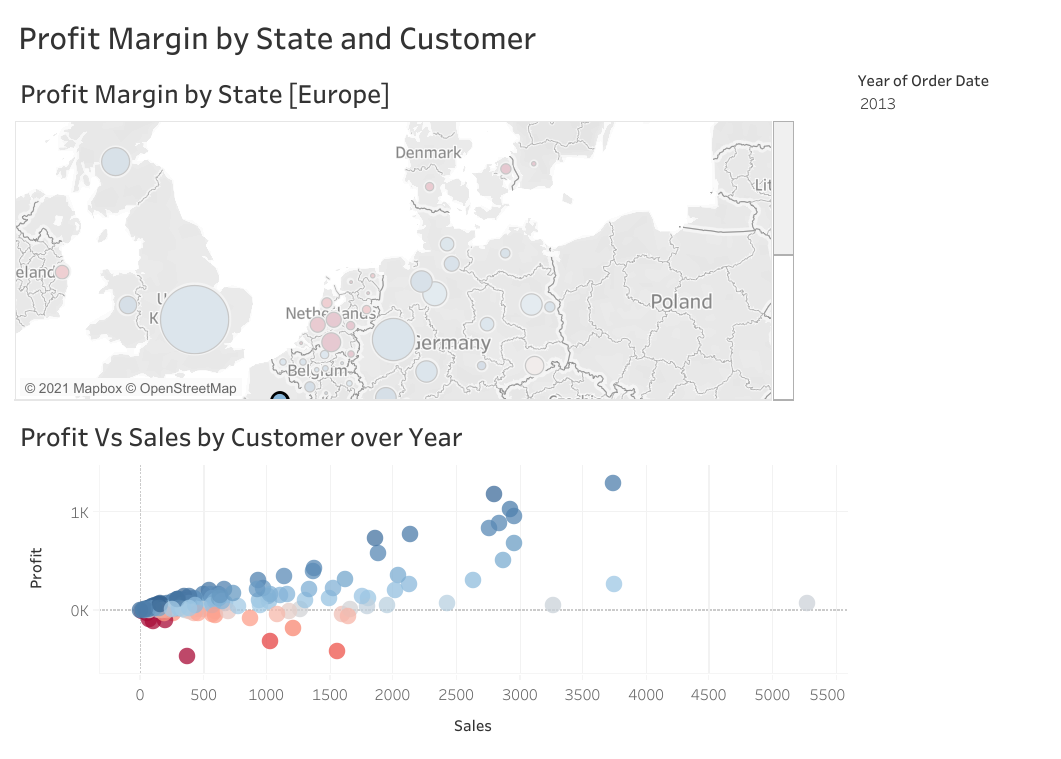 Profit Margin by State and Customer
Profit Margin by State [Europe]
Year of Order Date
2013
Denmark
Lit
eland
U
K
Netherlands
Poland
Germany
Belgium
© 2021 Mapbox © OpenStreetMap
Profit Vs Sales by Customer over Year
1K
Profit
0K
0 500 1000 1500 2000 2500 3000 3500 4000 4500 5000 5500
Sales